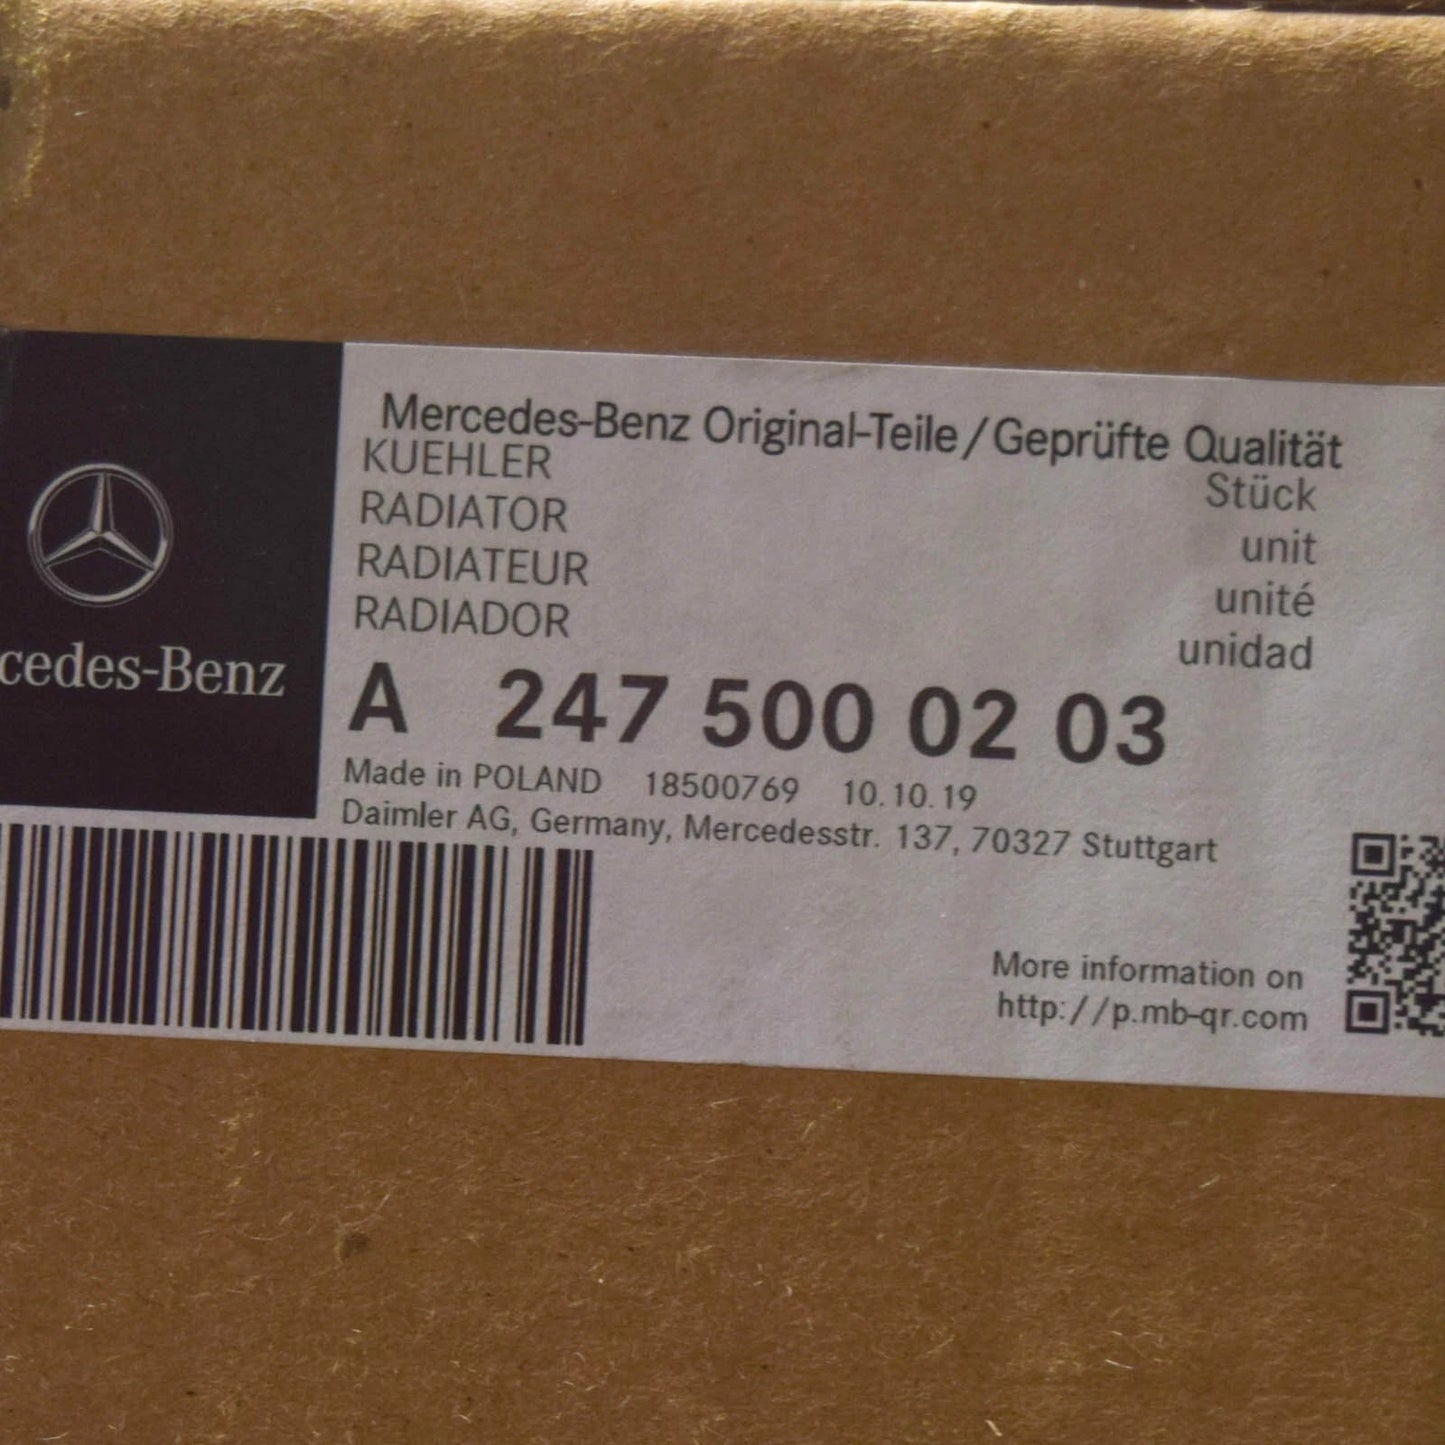 cedes-Benz
Mercedes-Benz Original-Teile/Geprüfte Qualität
KUEHLER Stück
RADIATOR unit
RADIATEUR unité
RADIADOR unidad
A 247 500 02 03
Made in POLAND 18500769 10.10.19
Daimler AG, Germany, Mercedesstr. 137, 70327 Stuttgart
More information on
http://p.mb-qr.com